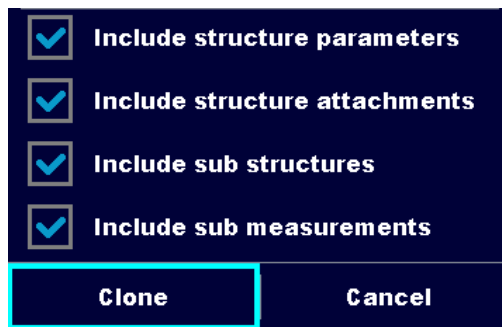 Include structure parameters
Include structure attachments
Include sub structures
Include sub measurements
Clone Cancel